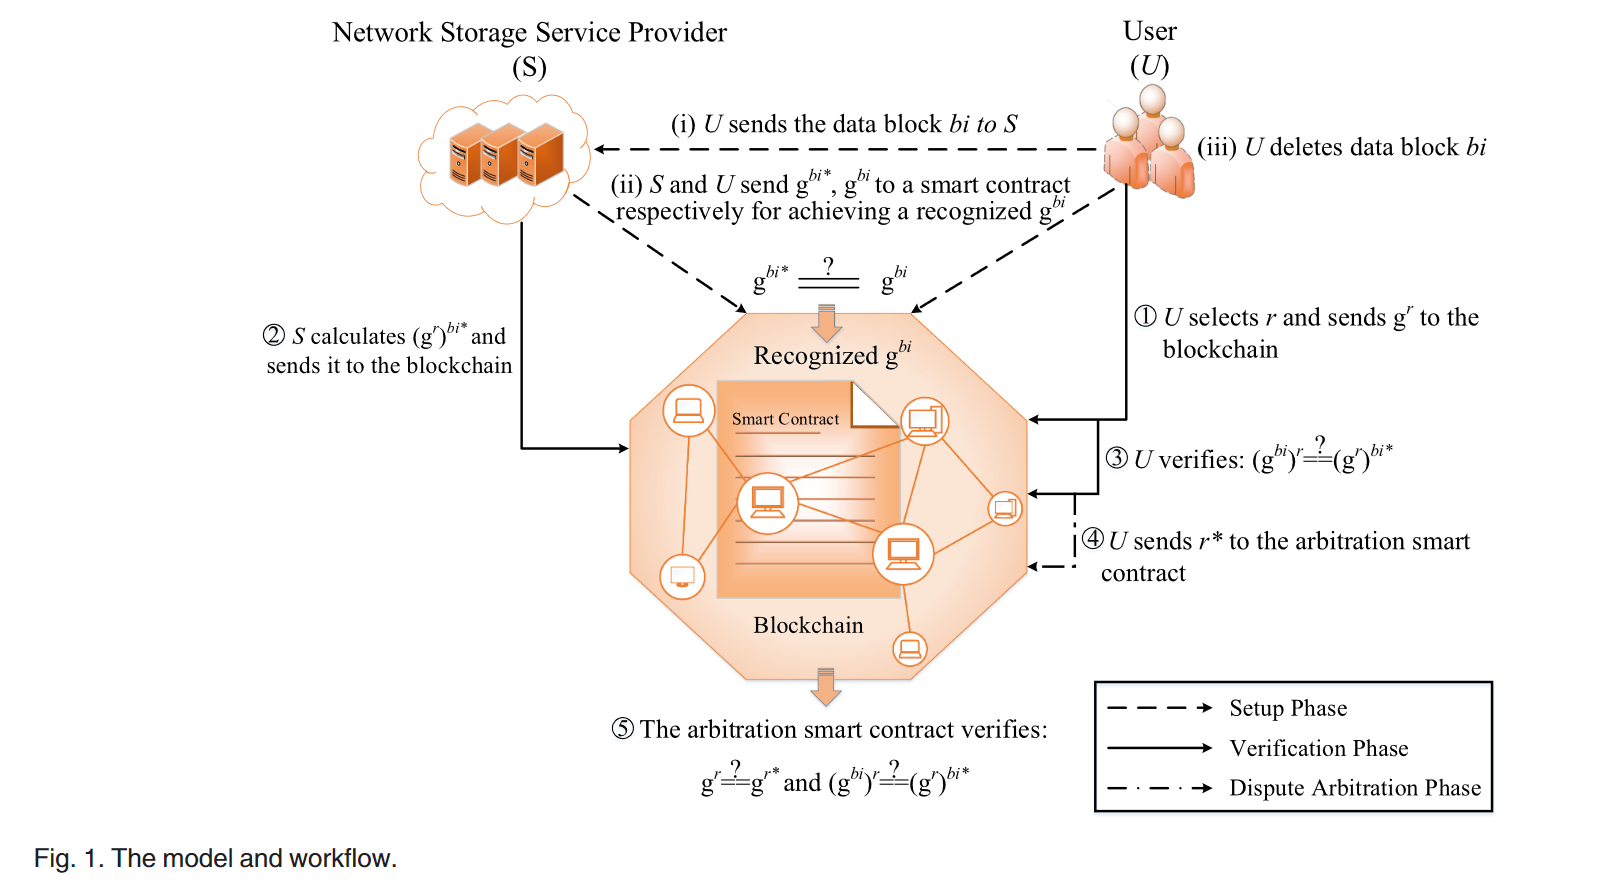 Network Storage Service Provider
(S)
User
(U)
(i) U sends the data block bi to S
(iii) U deletes data block bi
(ii) S and U send g^{bi*}, g^{bi} to a smart contract
respectively for achieving a recognized g^{bi}
g^{bi*} =?= g^{bi}
① U selects r and sends g^r to the
blockchain
② S calculates (g^r)^{bi*} and
sends it to the blockchain
Recognized g^{bi}
Smart Contract
③ U verifies: (g^{bi})^r =?= (g^r)^{bi*}
④ U sends r* to the arbitration smart
contract
Blockchain
⑤ The arbitration smart contract verifies:
g^r =?= g^{r*} and (g^{bi})^r =?= (g^r)^{bi*}
Setup Phase
Verification Phase
Dispute Arbitration Phase
Fig. 1. The model and workflow.